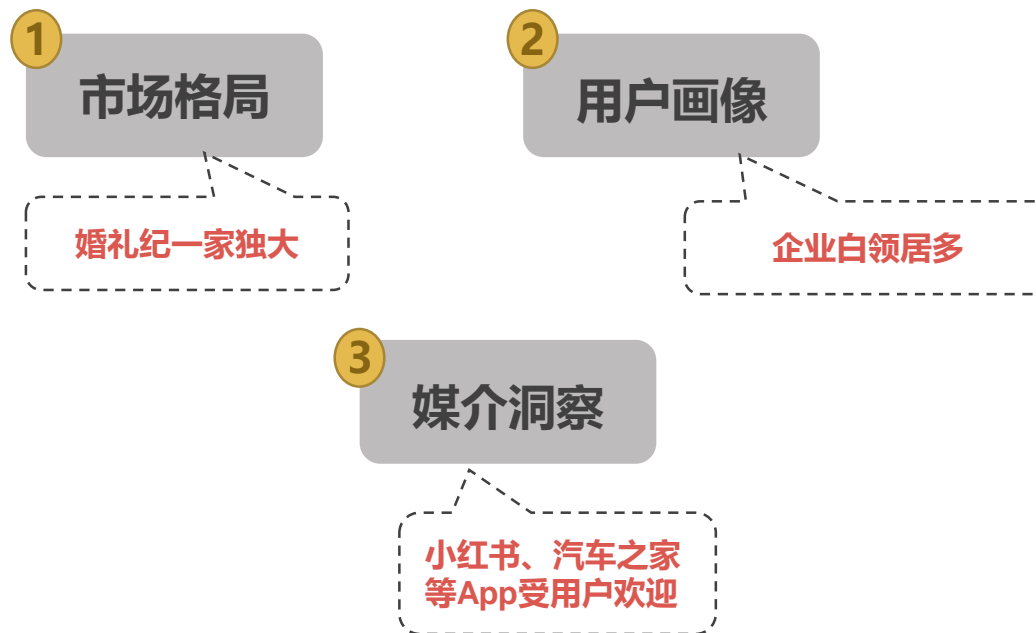 1
市场格局
婚礼纪一家独大
2
用户画像
企业白领居多
3
媒介洞察
小红书、汽车之家
等App受用户欢迎